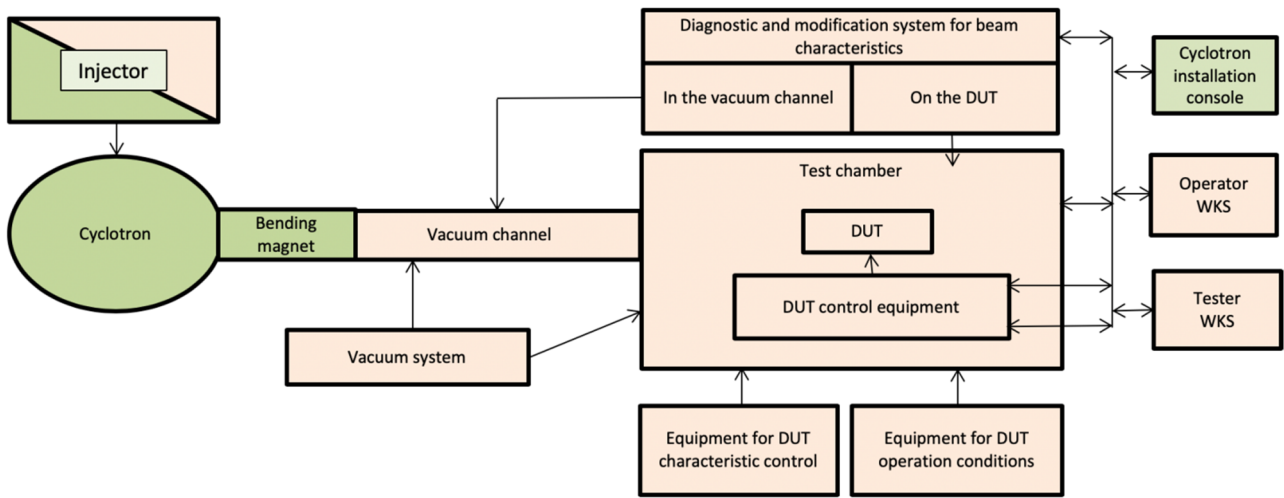 Injector
Cyclotron
Bending
magnet
Vacuum channel
Vacuum system
Diagnostic and modification system for beam
characteristics
In the vacuum channel
On the DUT
Test chamber
DUT
DUT control equipment
Equipment for DUT
characteristic control
Equipment for DUT
operation conditions
Cyclotron
installation
console
Operator
WKS
Tester
WKS